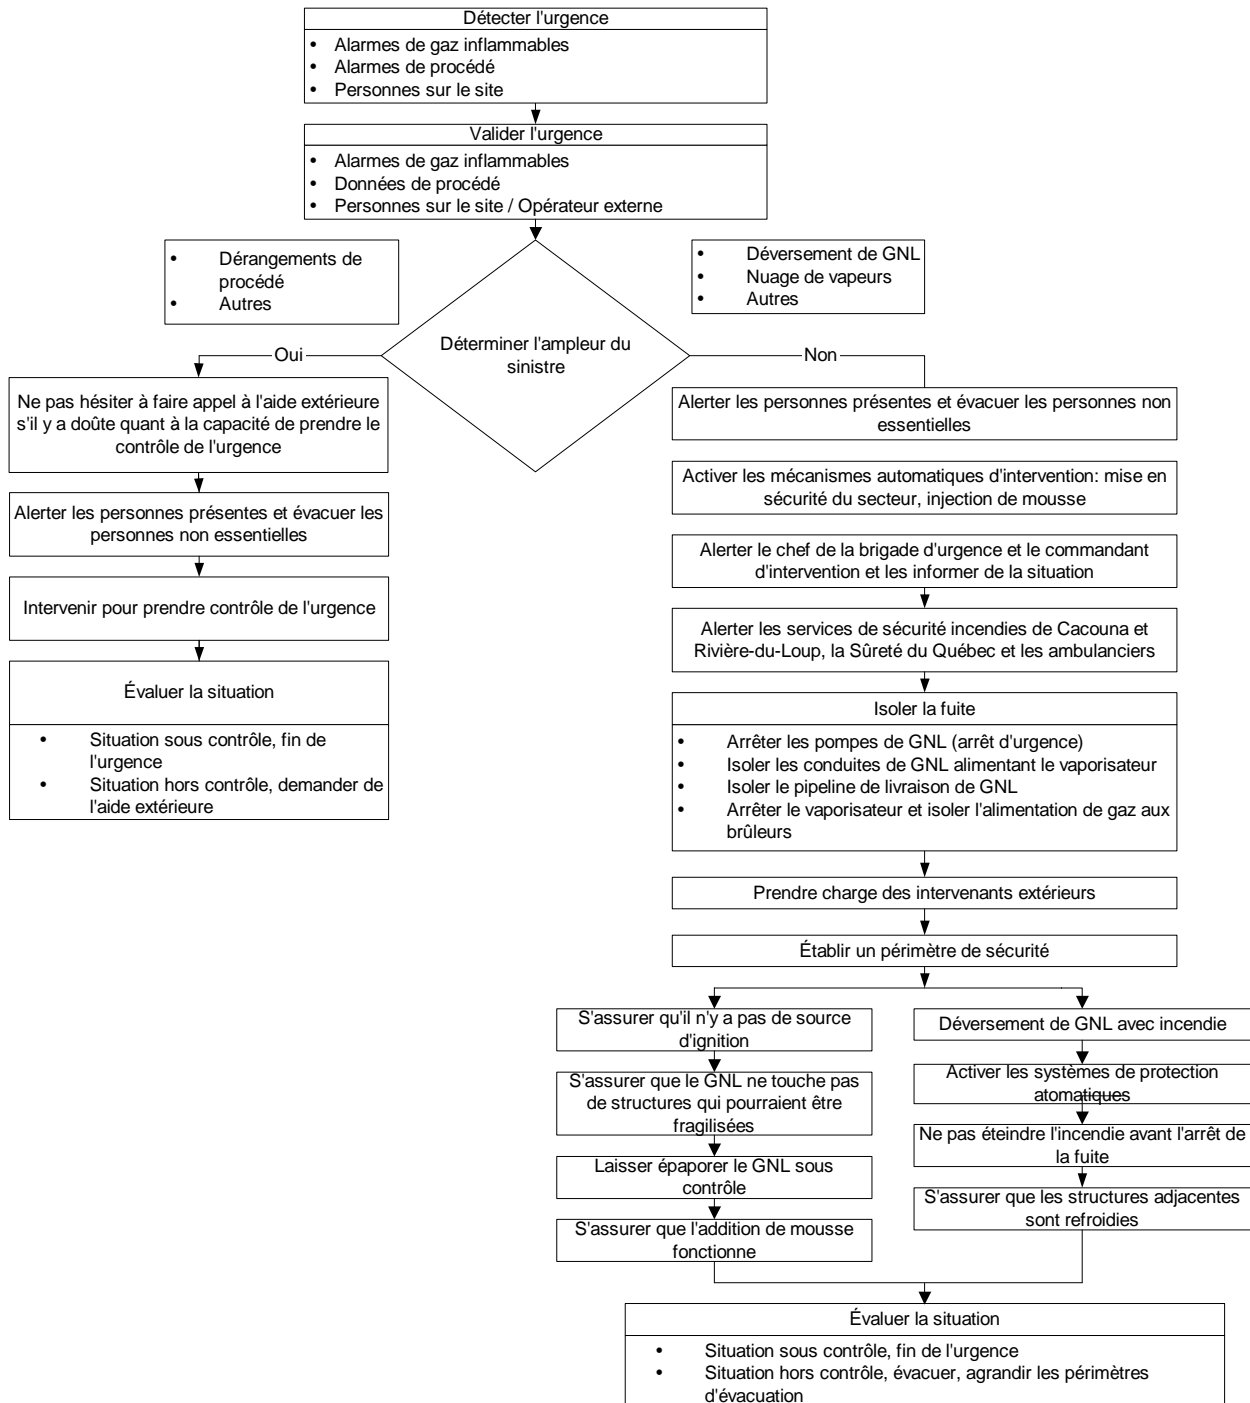 Détecter l'urgence
• Alarmes de gaz inflammables
• Alarmes de procédé
• Personnes sur le site
Valider l'urgence
• Alarmes de gaz inflammables
• Données de procédé
• Personnes sur le site / Opérateur externe
• Dérangements de
procédé
• Autres
• Déversement de GNL
• Nuage de vapeurs
• Autres
Déterminer l'ampleur du
sinistre
Oui
Non
Ne pas hésiter à faire appel à l'aide extérieure
s'il y a doûte quant à la capacité de prendre le
contrôle de l'urgence
Alerter les personnes présentes et évacuer les
personnes non essentielles
Intervenir pour prendre contrôle de l'urgence
Évaluer la situation
• Situation sous contrôle, fin de
l'urgence
• Situation hors contrôle, demander de
l'aide extérieure
Alerter les personnes présentes et évacuer les personnes non
essentielles
Activer les mécanismes automatiques d'intervention: mise en
sécurité du secteur, injection de mousse
Alerter le chef de la brigade d'urgence et le commandant
d'intervention et les informer de la situation
Alerter les services de sécurité incendies de Cacouna et
Rivière-du-Loup, la Sûreté du Québec et les ambulanciers
Isoler la fuite
• Arrêter les pompes de GNL (arrêt d'urgence)
• Isoler les conduites de GNL alimentant le vaporisateur
• Isoler le pipeline de livraison de GNL
• Arrêter le vaporisateur et isoler l'alimentation de gaz aux
brûleurs
Prendre charge des intervenants extérieurs
Établir un périmètre de sécurité
S'assurer qu'il n'y a pas de source
d'ignition
S'assurer que le GNL ne touche pas
de structures qui pourraient être
fragilisées
Laisser épaporer le GNL sous
contrôle
S'assurer que l'addition de mousse
fonctionne
Déversement de GNL avec incendie
Activer les systèmes de protection
atomatiques
Ne pas éteindre l'incendie avant l'arrêt de
la fuite
S'assurer que les structures adjacentes
sont refroidies
Évaluer la situation
• Situation sous contrôle, fin de l'urgence
• Situation hors contrôle, évacuer, agrandir les périmètres
d'évacuation